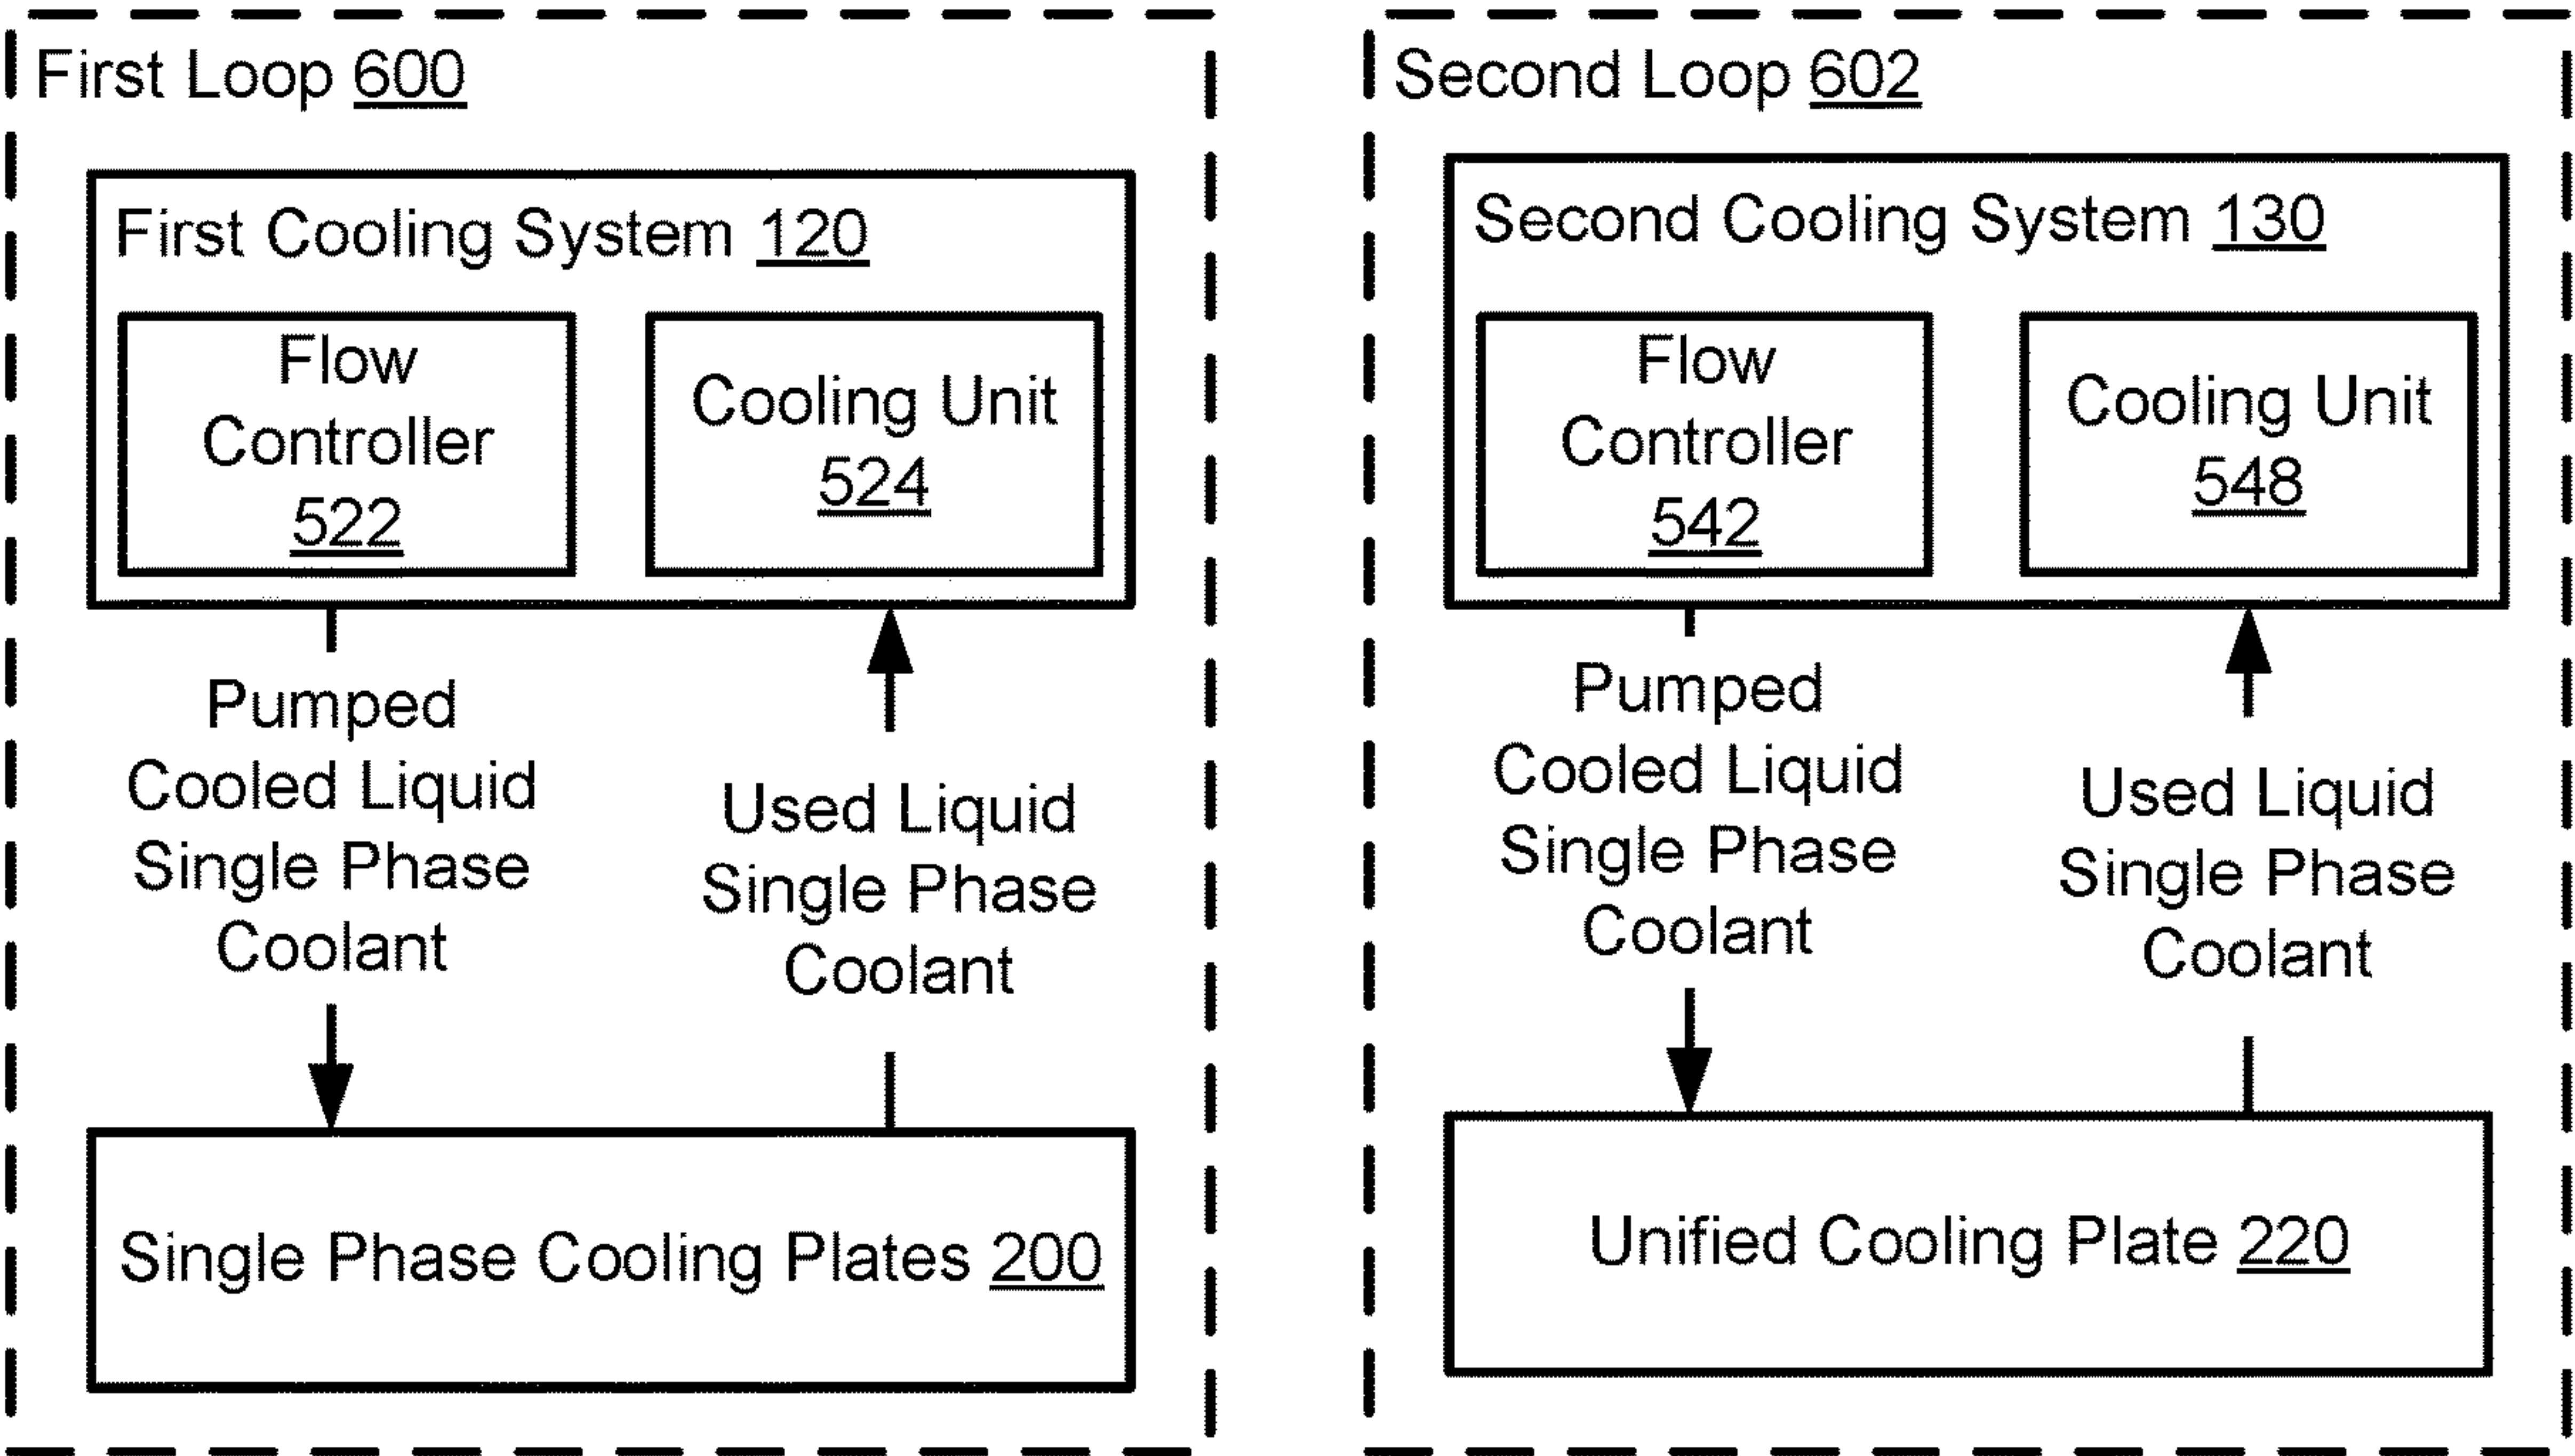 First Loop 600
First Cooling System 120
Flow
Controller
522
Cooling Unit
524
Pumped
Cooled Liquid
Single Phase
Coolant
Used Liquid
Single Phase
Coolant
Single Phase Cooling Plates 200
Second Loop 602
Second Cooling System 130
Flow
Controller
542
Cooling Unit
548
Pumped
Cooled Liquid
Single Phase
Coolant
Used Liquid
Single Phase
Coolant
Unified Cooling Plate 220